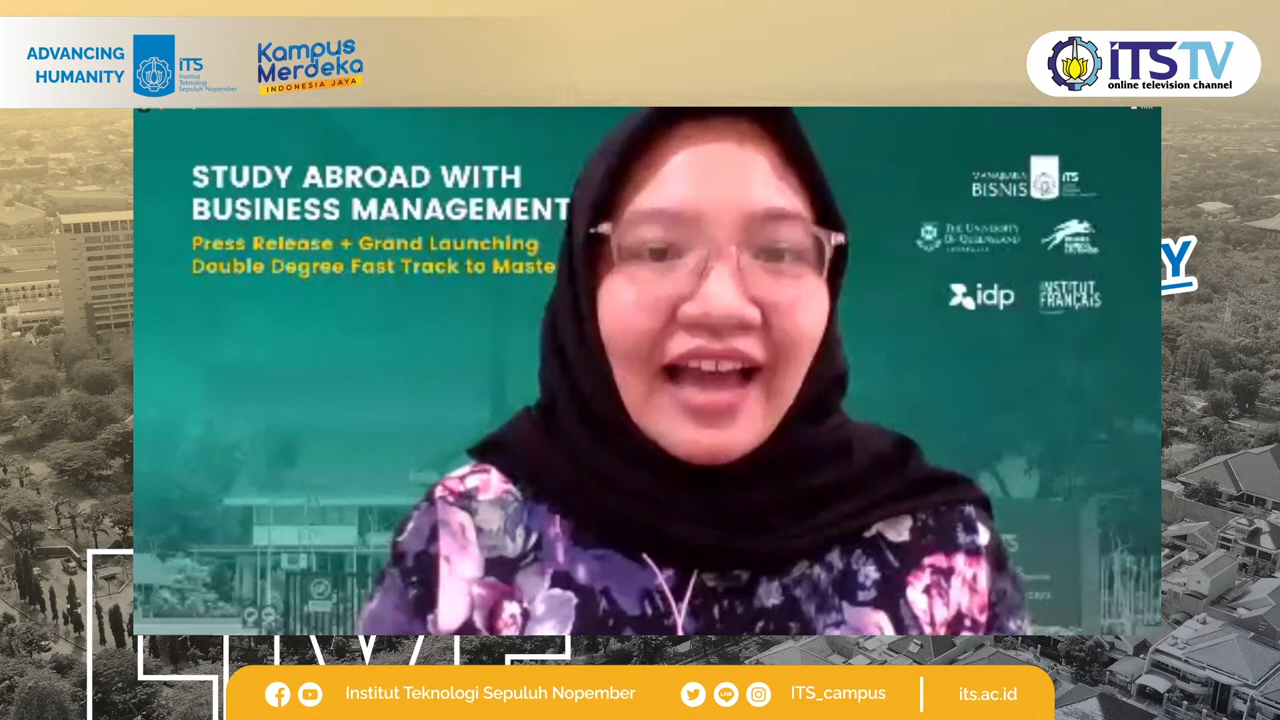 ADVANCING
HUMANITY
iTS
Institut
Teknologi
Sepuluh Nopember
Kampus
Merdeka
INDONESIA JAYA
iTSTV
online television channel
STUDY ABROAD WITH
BUSINESS MANAGEMENT
Press Release + Grand Launching
Double Degree Fast Track to Maste
BISNIS
iTS
THE UNIVERSITY
OF QUEENSLAND
idp
INSTITUT
FRANÇAIS
Y
LIVE
Institut Teknologi Sepuluh Nopember
ITS_campus
its.ac.id